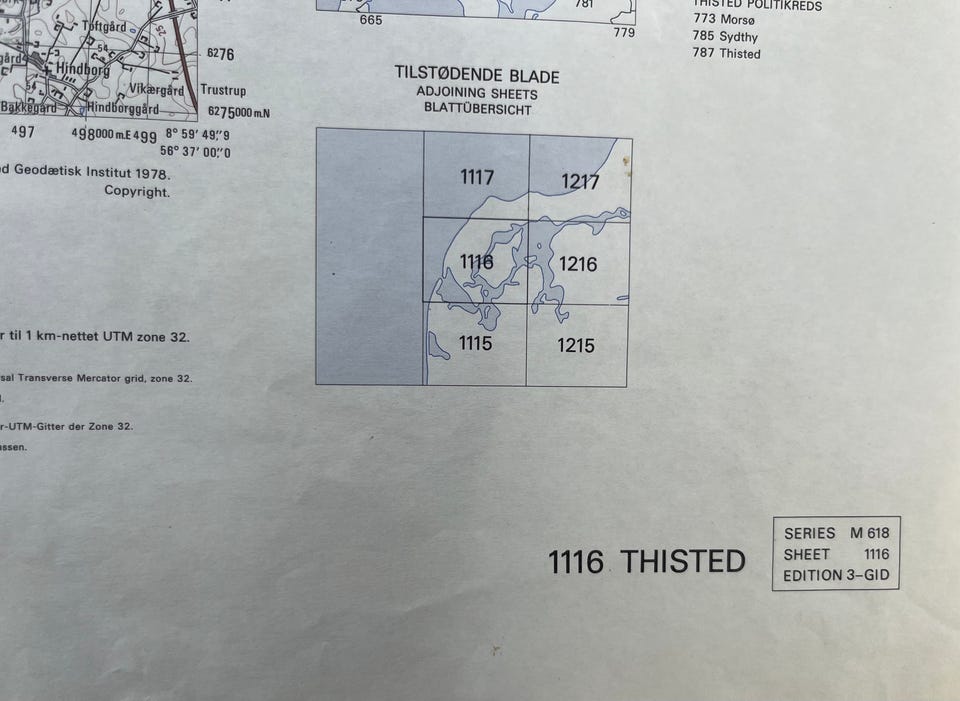 Toftgård
54
25
gård
Hindborg
54
Vikærgård
Bakkegård
Hindborggård
6276
Trustrup
6275000 m.N
497
498000 m.E
499
8° 59' 49",9
56° 37' 00",0
d Geodætisk Institut 1978.
Copyright.
r til 1 km-nettet UTM zone 32.
sal Transverse Mercator grid, zone 32.
r-UTM-Gitter der Zone 32.
ssen.
665
781
779
THISTED POLITIKREDS
773 Morsø
785 Sydthy
787 Thisted
TILSTØDENDE BLADE
ADJOINING SHEETS
BLATTÜBERSICHT
1117
1217
1116
1216
1115
1215
1116 THISTED
SERIES M 618
SHEET 1116
EDITION 3-GID